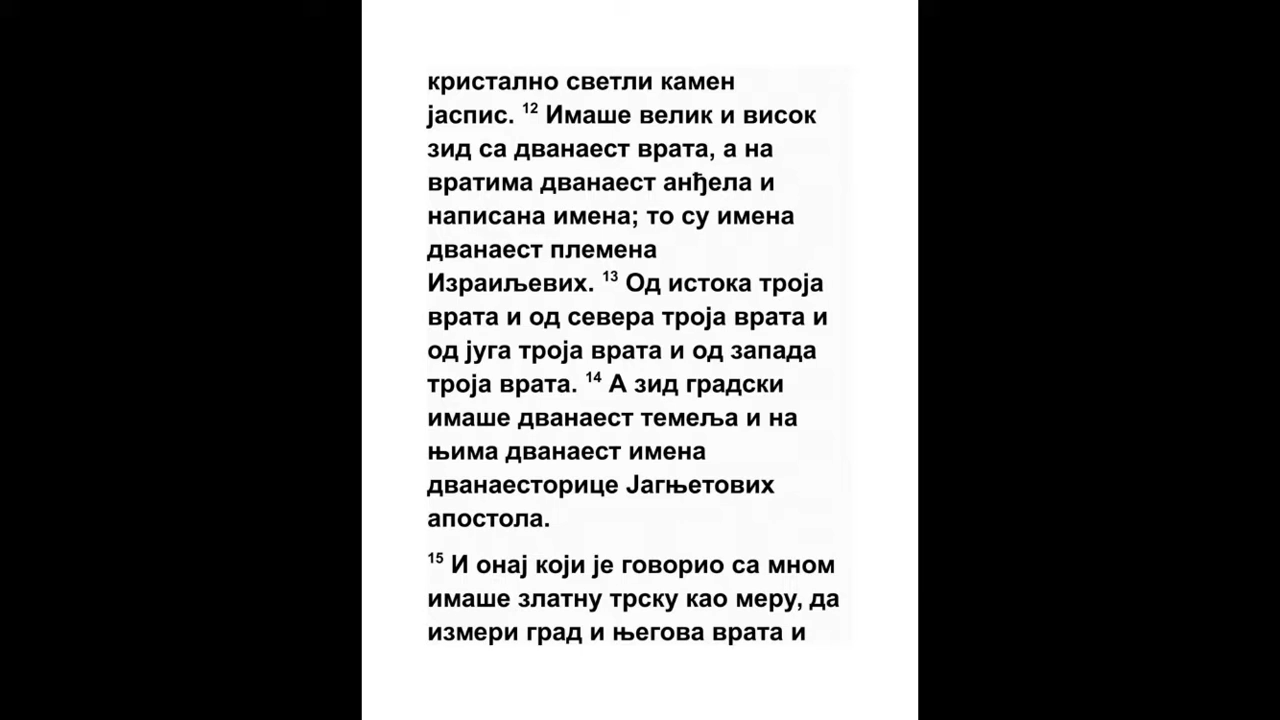 кристално светли камен
јаспис. 12 Имаше велик и висок
зид са дванаест врата, а на
вратима дванаест анђела и
написана имена; то су имена
дванаест племена
Израиљевих. 13 Од истока троја
врата и од севера троја врата и
од југа троја врата и од запада
троја врата. 14 А зид градски
имаше дванаест темеља и на
њима дванаест имена
дванаесторице Јагњетових
апостола.
15 И онај који је говорио са мном
имаше златну трску као меру, да
измери град и његова врата и